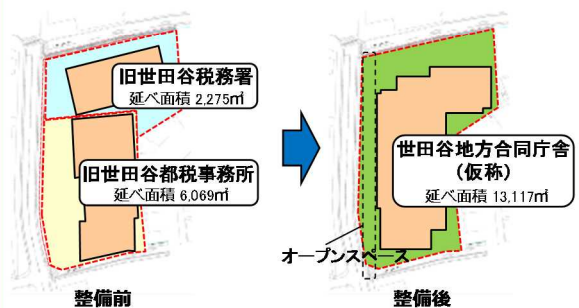 旧世田谷税務署
延べ面積 2,275㎡
旧世田谷都税事務所
延べ面積 6,069㎡
整備前
世田谷地方合同庁舎
(仮称)
延べ面積 13,117㎡
オープンスペース
整備後